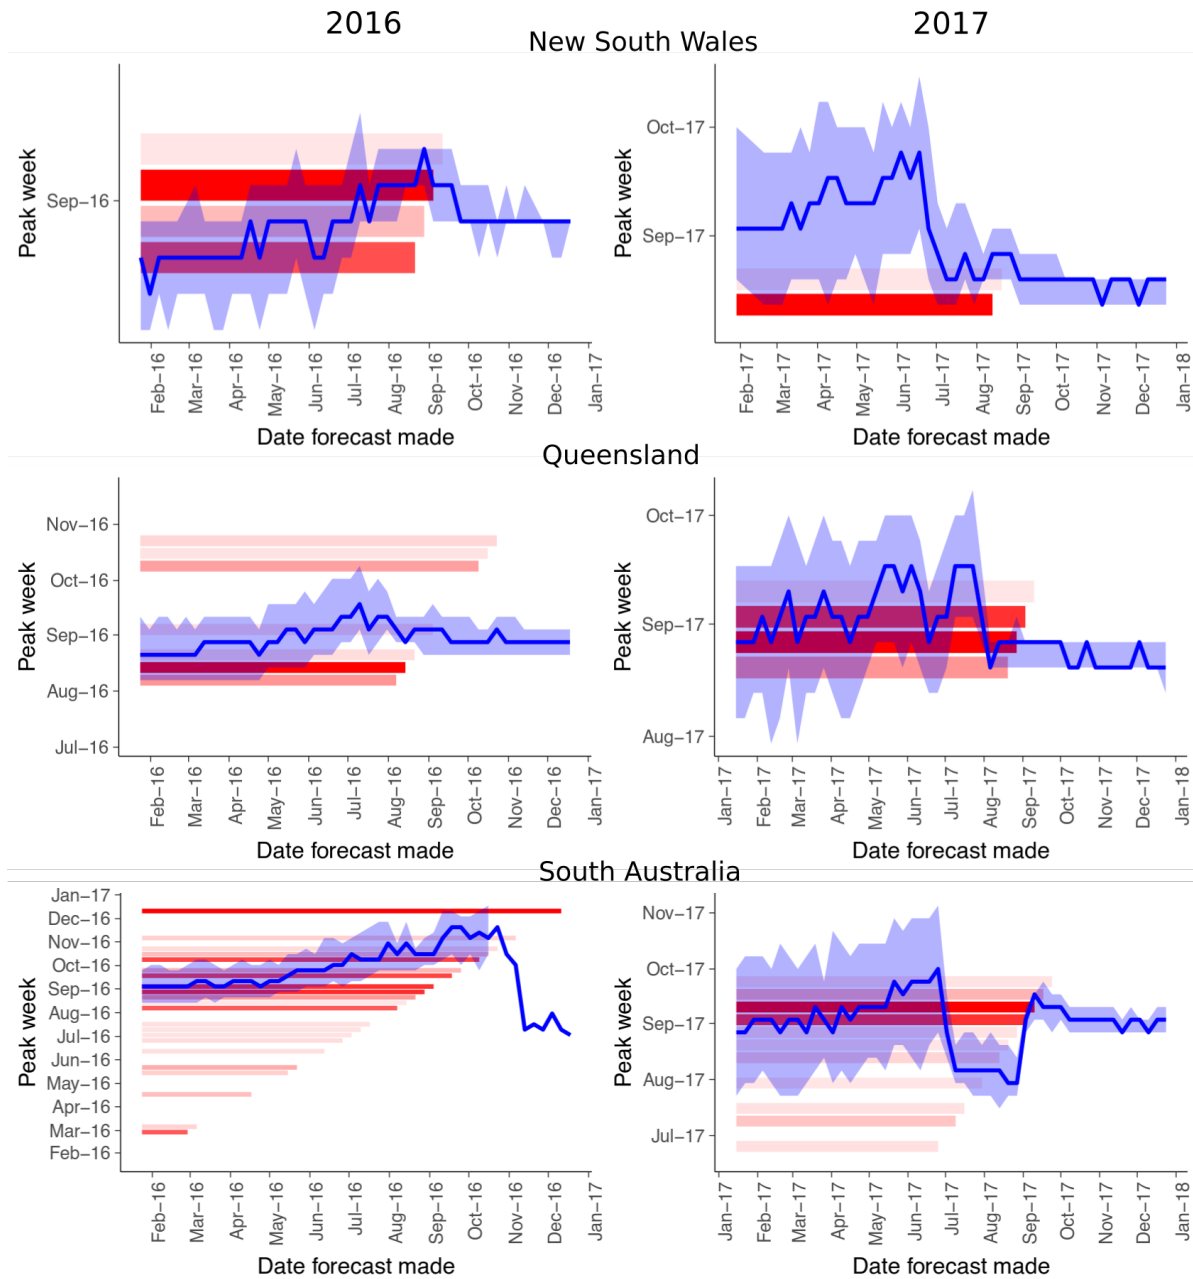 2016
2017
New South Wales
Peak week
Sep−16
Feb−16
Mar−16
Apr−16
May−16
Jun−16
Jul−16
Aug−16
Sep−16
Oct−16
Nov−16
Dec−16
Jan−17
Date forecast made
Peak week
Oct−17
Sep−17
Feb−17
Mar−17
Apr−17
May−17
Jun−17
Jul−17
Aug−17
Sep−17
Oct−17
Nov−17
Dec−17
Jan−18
Date forecast made
Queensland
Peak week
Nov−16
Oct−16
Sep−16
Aug−16
Jul−16
Feb−16
Mar−16
Apr−16
May−16
Jun−16
Jul−16
Aug−16
Sep−16
Oct−16
Nov−16
Dec−16
Jan−17
Date forecast made
Peak week
Oct−17
Sep−17
Aug−17
Jan−17
Feb−17
Mar−17
Apr−17
May−17
Jun−17
Jul−17
Aug−17
Sep−17
Oct−17
Nov−17
Dec−17
Jan−18
Date forecast made
South Australia
Peak week
Jan−17
Dec−16
Nov−16
Oct−16
Sep−16
Aug−16
Jul−16
Jun−16
May−16
Apr−16
Mar−16
Feb−16
Feb−16
Mar−16
Apr−16
May−16
Jun−16
Jul−16
Aug−16
Sep−16
Oct−16
Nov−16
Dec−16
Jan−17
Date forecast made
Peak week
Nov−17
Oct−17
Sep−17
Aug−17
Jul−17
Jan−17
Feb−17
Mar−17
Apr−17
May−17
Jun−17
Jul−17
Aug−17
Sep−17
Oct−17
Nov−17
Dec−17
Jan−18
Date forecast made